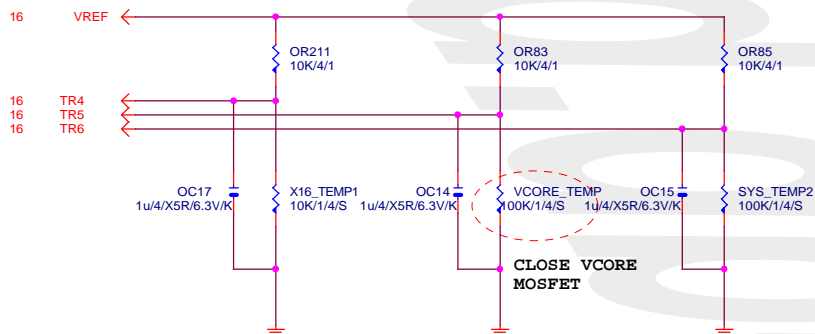 16 VREF
OR211
10K/4/1
OR83
10K/4/1
OR85
10K/4/1
16 TR4
16 TR5
16 TR6
OC17
1u/4/X5R/6.3V/K
X16_TEMP1
10K/1/4/S
OC14
1u/4/X5R/6.3V/K
VCORE_TEMP
100K/1/4/S
OC15
1u/4/X5R/6.3V/K
SYS_TEMP2
100K/1/4/S
CLOSE VCORE
MOSFET